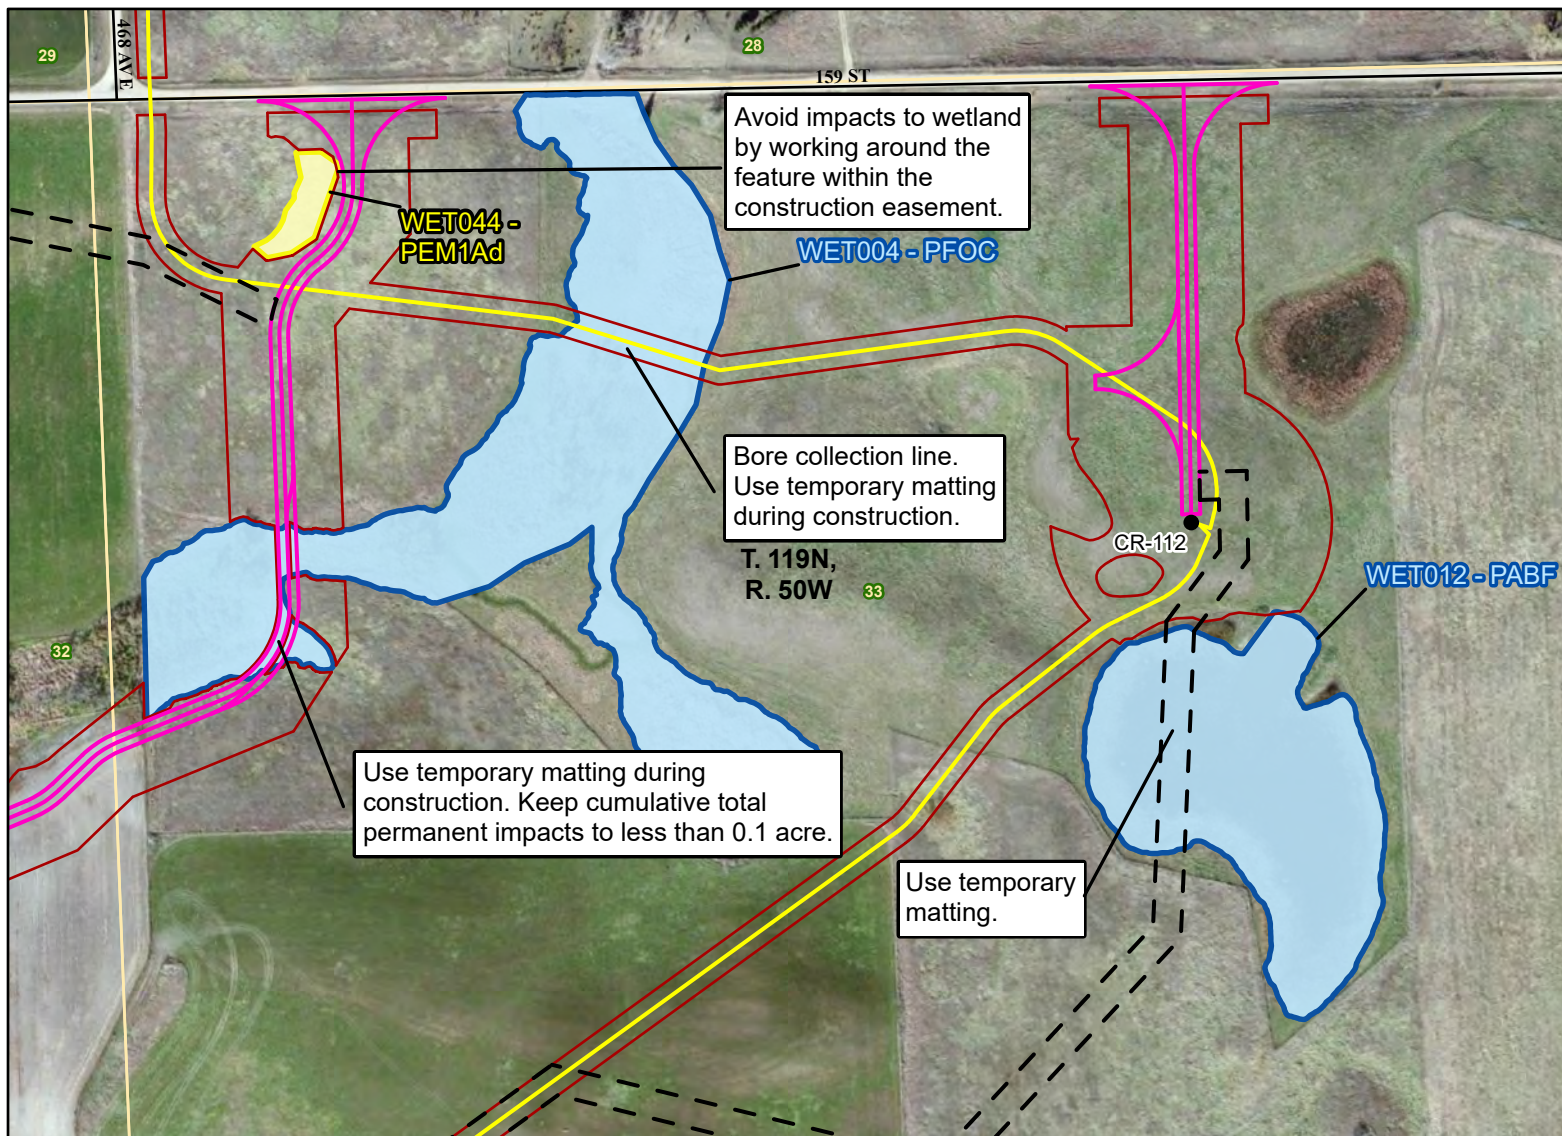 29
468 AVE
28
159 ST
Avoid impacts to wetland
by working around the
feature within the
construction easement.
WET044 -
PEM1Ad
WET004 - PFOC
Bore collection line.
Use temporary matting
during construction.
T. 119N,
R. 50W
33
CR-112
WET012 - PABF
32
Use temporary matting during
construction. Keep cumulative total
permanent impacts to less than 0.1 acre.
Use temporary
matting.